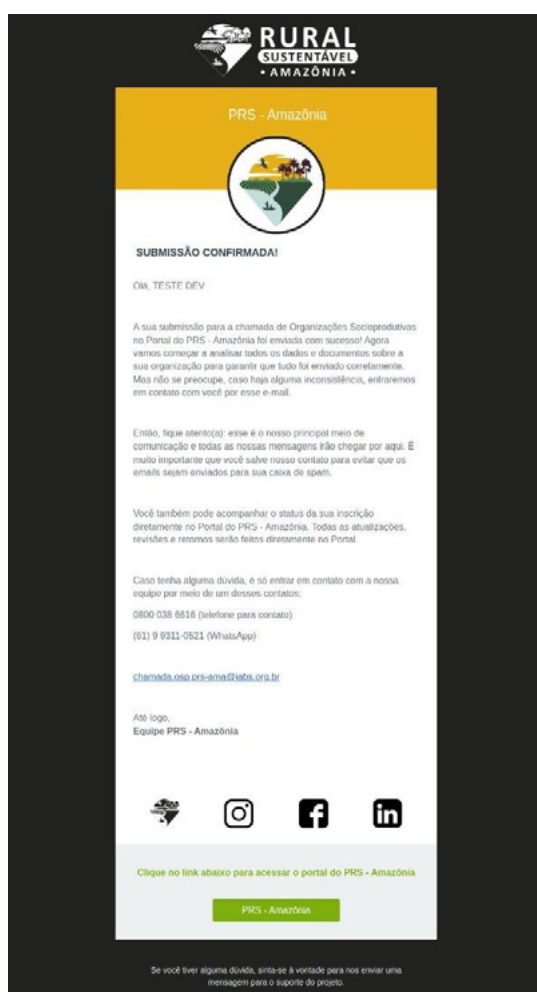 RURAL
SUSTENTÁVEL
• AMAZÔNIA •
PRS - Amazônia
SUBMISSÃO CONFIRMADA!
Olá, TESTE DEV
A sua submissão para a chamada de Organizações Socioprodutivas
no Portal do PRS - Amazônia foi enviada com sucesso! Agora
vamos começar a analisar todos os dados e documentos sobre a
sua organização para garantir que tudo foi enviado corretamente.
Mas não se preocupe, caso haja alguma inconsistência, entraremos
em contato com você por esse e-mail.
Então, fique atento(a): esse é o nosso principal meio de
comunicação e todas as nossas mensagens irão chegar por aqui. É
muito importante que você salve nosso contato para evitar que os
emails sejam enviados para sua caixa de spam.
Você também pode acompanhar o status da sua inscrição
diretamente no Portal do PRS - Amazônia. Todas as atualizações,
revisões e retornos serão feitos diretamente no Portal.
Caso tenha alguma dúvida, é só entrar em contato com a nossa
equipe por meio de um desses contatos:
0800 038 6616 (telefone para contato)
(61) 9 9311-0521 (WhatsApp)
chamada.osp.prs-ama@iabs.org.br
Até logo,
Equipe PRS - Amazônia
Clique no link abaixo para acessar o portal do PRS - Amazônia
PRS - Amazônia
Se você tiver alguma dúvida, sinta-se à vontade para nos enviar uma
mensagem para o suporte do projeto.